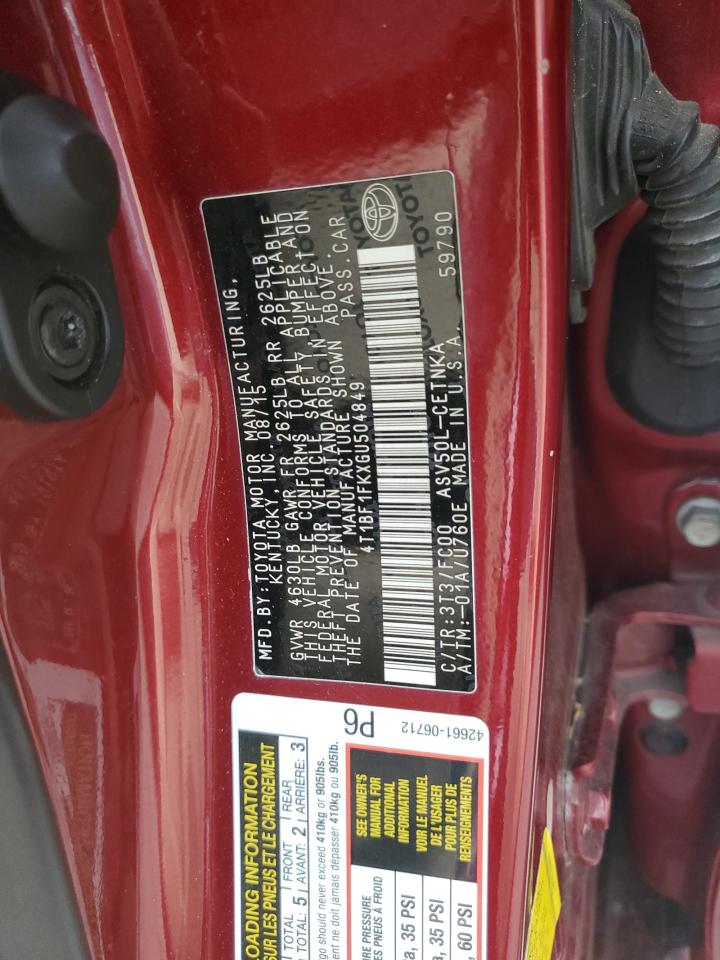 MFD.BY:TOYOTA MOTOR MANUFACTURING,
KENTUCKY, INC. 08/15
GVWR 4630LB GAWR FR 2625LB RR 2625LB
THIS VEHICLE CONFORMS TO ALL APPLICABLE
FEDERAL MOTOR VEHICLE SAFETY, BUMPER, AND
THEFT PREVENTION STANDARDS IN EFFECT ON
THE DATE OF MANUFACTURE SHOWN ABOVE.
4T1BF1FKXGU504849 PASS.CAR
TOYOTA
C/TR:3T3/FC00 ASV50L-CETNKA 59790
A/TM:-01A/U760E MADE IN U.S.A.
P6
42661-06712
LOADING INFORMATION
SUR LES PNEUS ET LE CHARGEMENT
TOTAL FRONT REAR
TOTAL: 5 AVANT: 2 ARRIÈRE: 3
go should never exceed 410kg or 905lbs.
ent ne doit jamais dépasser 410kg ou 905lb.
SEE OWNER'S
MANUAL FOR
ADDITIONAL
INFORMATION
VOIR LE MANUEL
DE L'USAGER
POUR PLUS DE
RENSEIGNEMENTS
PRESSURE
PNEUS À FROID
a, 35 PSI
a, 35 PSI
, 60 PSI